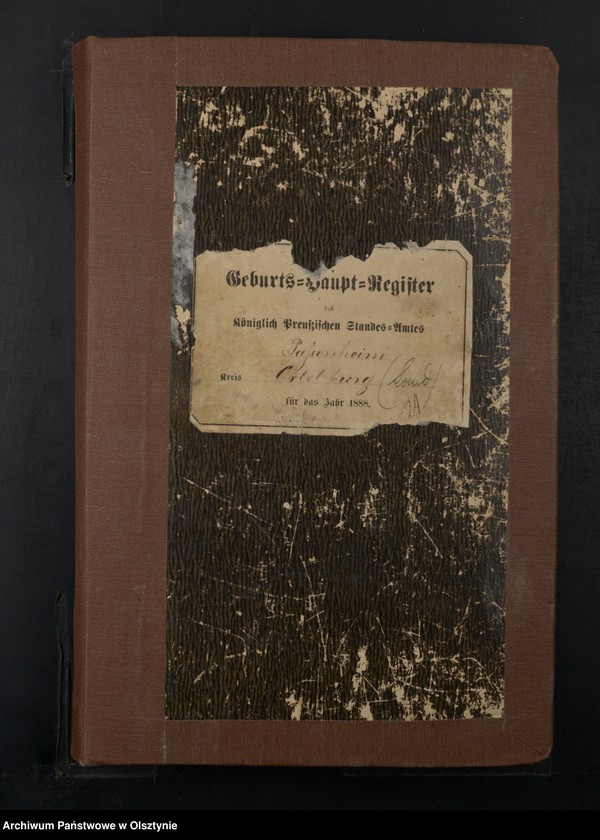 Geburts=Haupt=Register
des
Königlich Preußischen Standes=Amtes
Passenheim
Kreis Ortelsburg (Land)
für das Jahr 1888.
Archiwum Państwowe w Olsztynie